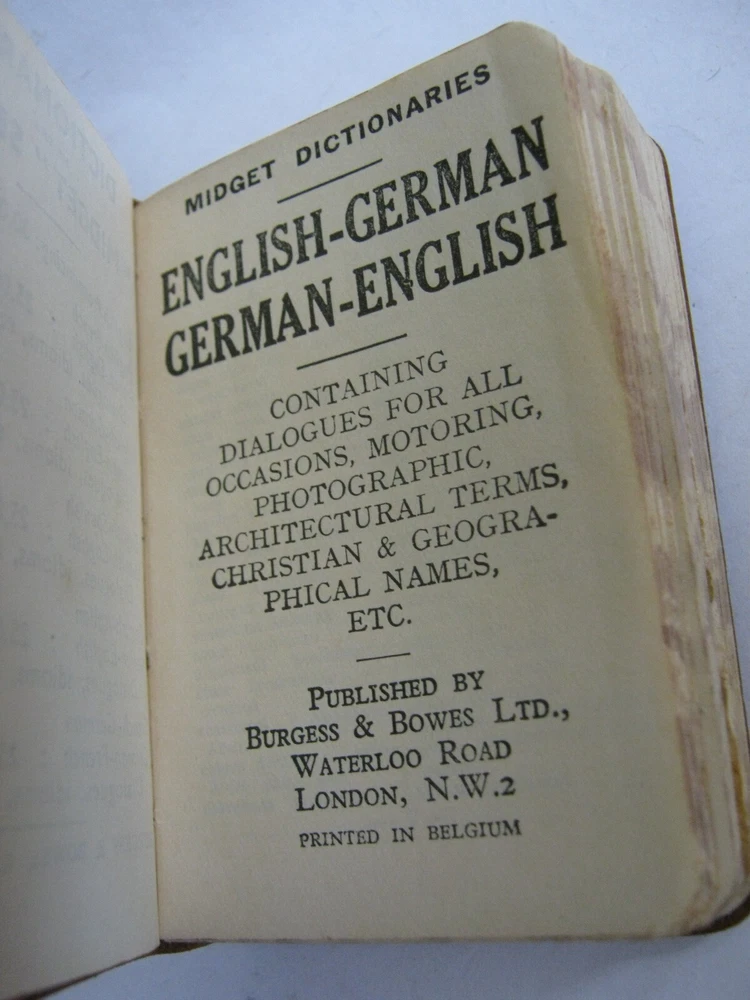 MIDGET DICTIONARIES
ENGLISH-GERMAN
GERMAN-ENGLISH
CONTAINING
DIALOGUES FOR ALL
OCCASIONS, MOTORING,
PHOTOGRAPHIC,
ARCHITECTURAL TERMS,
CHRISTIAN & GEOGRA-
PHICAL NAMES,
ETC.
PUBLISHED BY
BURGESS & BOWES LTD.,
WATERLOO ROAD
LONDON, N.W.2
PRINTED IN BELGIUM